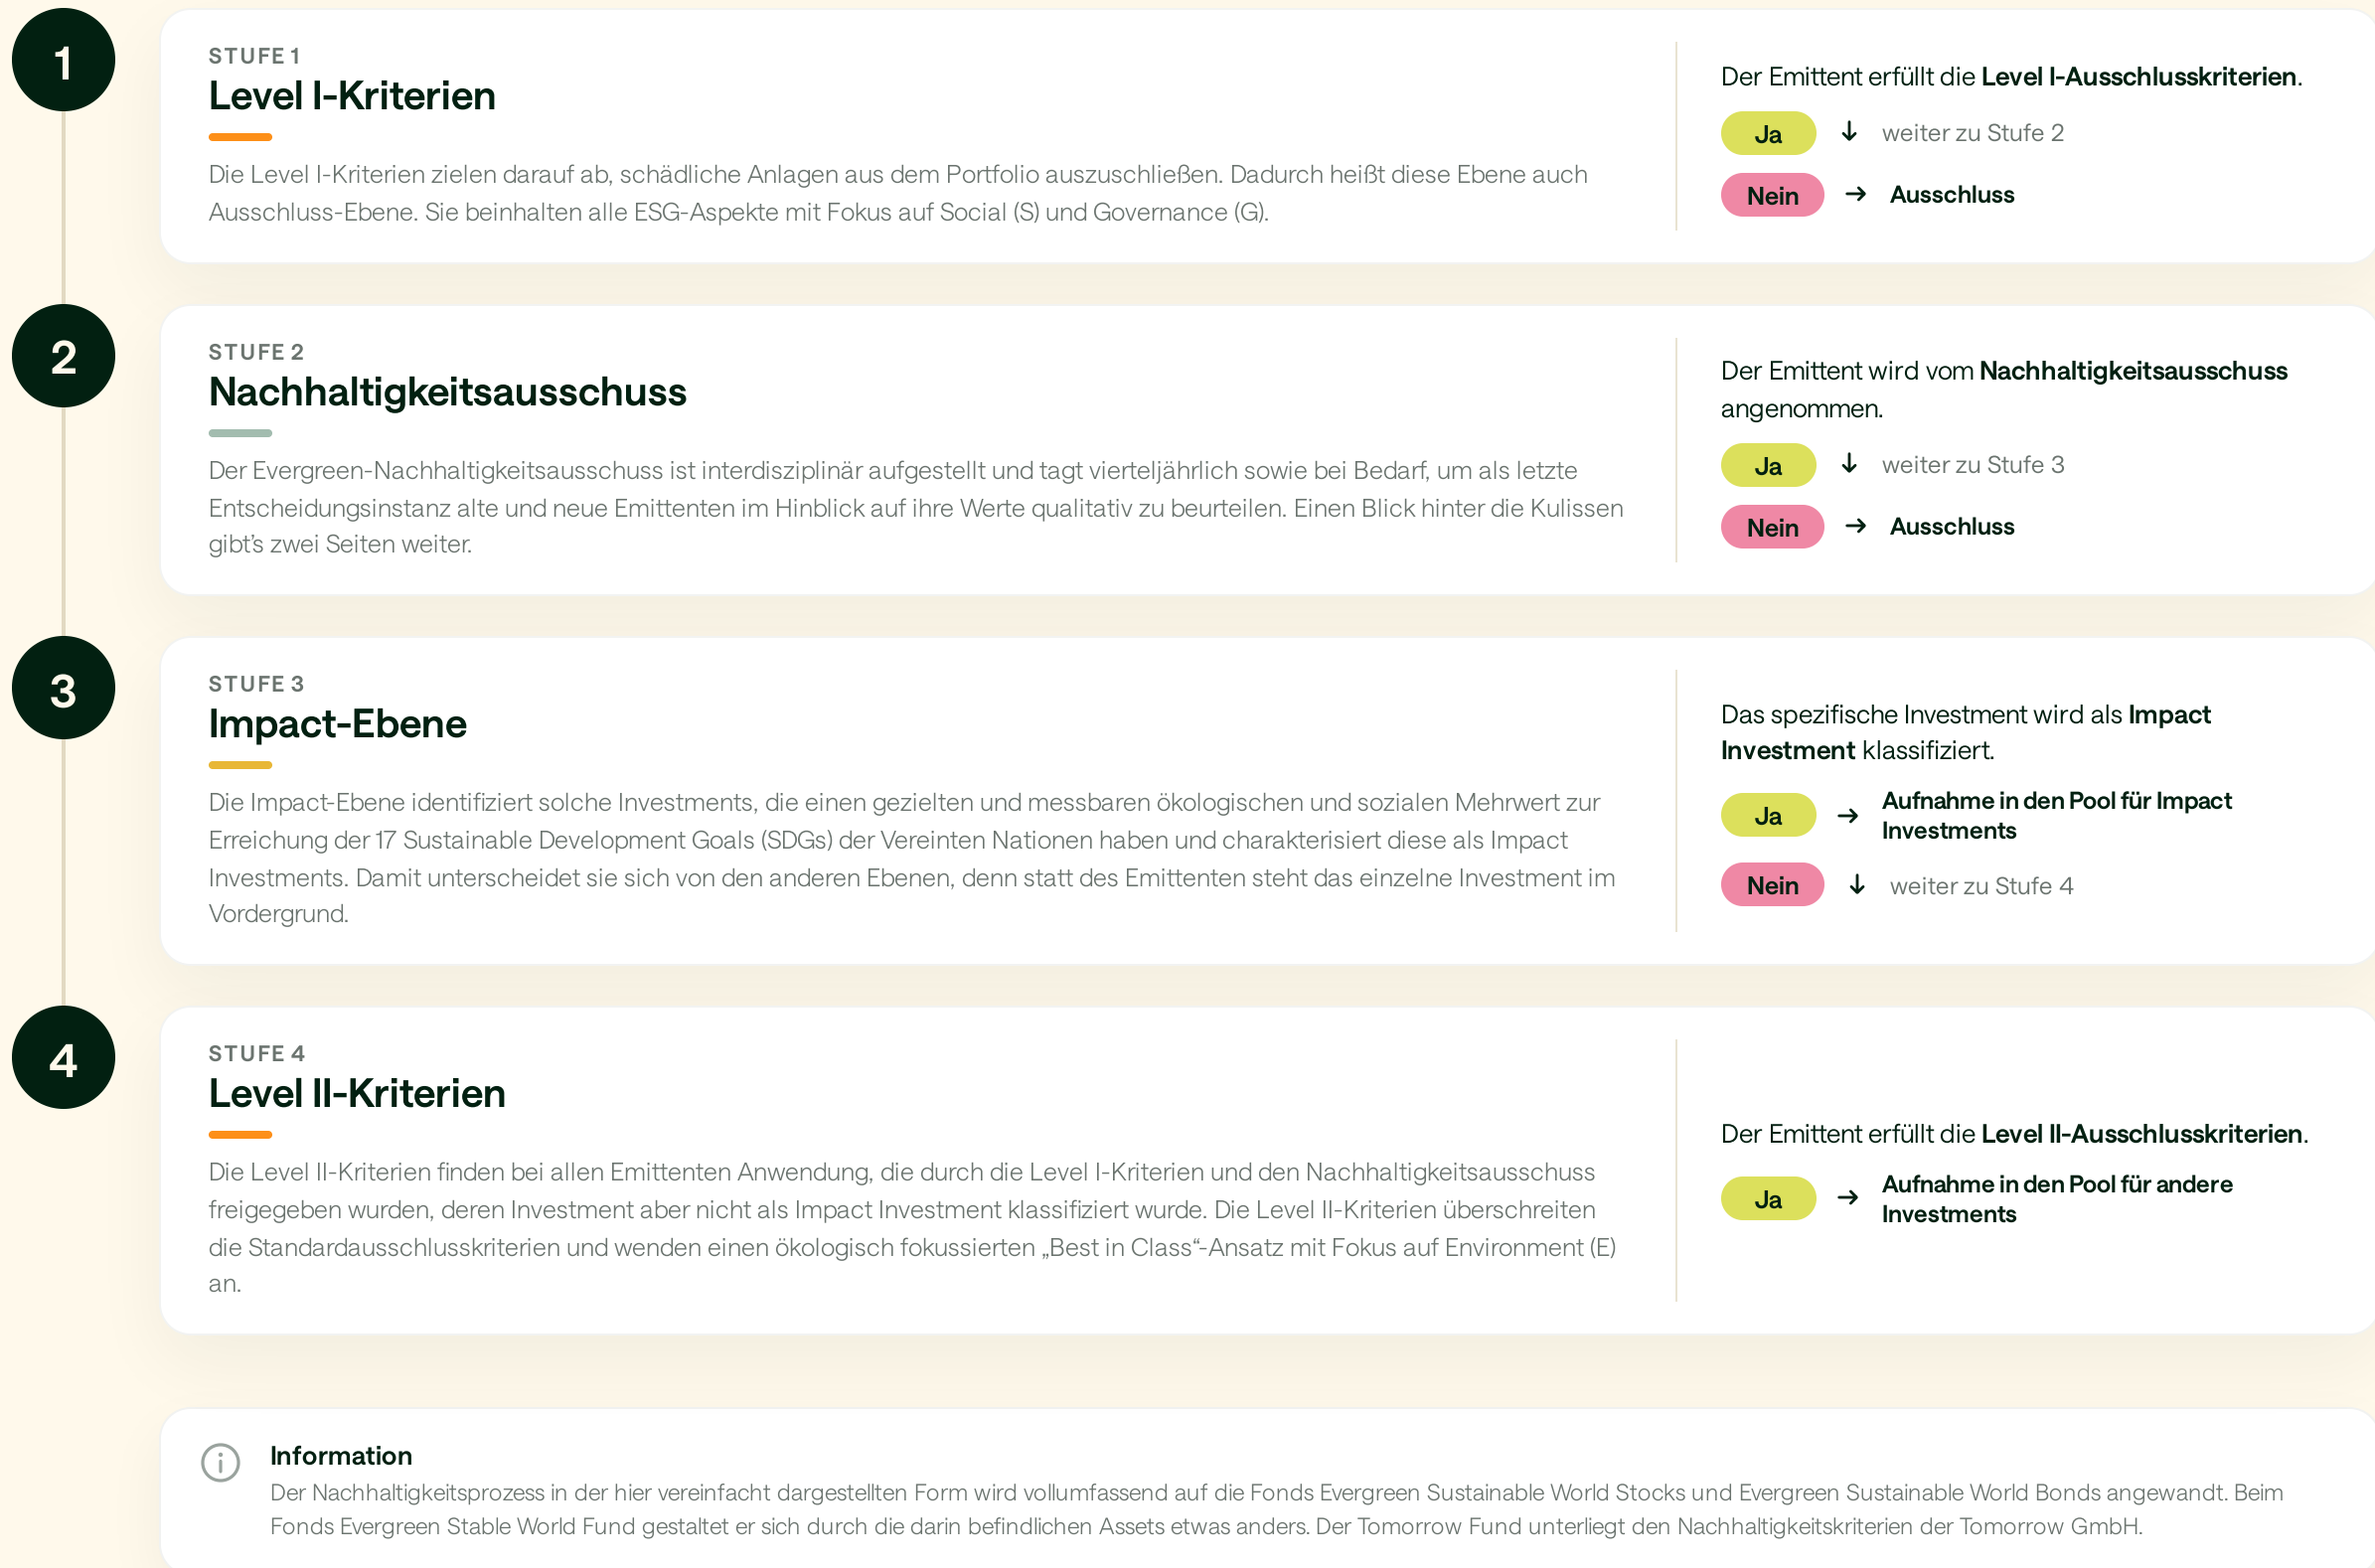 1
STUFE 1
Level I-Kriterien
Die Level I-Kriterien zielen darauf ab, schädliche Anlagen aus dem Portfolio auszuschließen. Dadurch heißt diese Ebene auch
Ausschluss-Ebene. Sie beinhalten alle ESG-Aspekte mit Fokus auf Social (S) und Governance (G).
Der Emittent erfüllt die Level I-Ausschlusskriterien.
Ja ↓ weiter zu Stufe 2
Nein → Ausschluss
2
STUFE 2
Nachhaltigkeitsausschuss
Der Evergreen-Nachhaltigkeitsausschuss ist interdisziplinär aufgestellt und tagt vierteljährlich sowie bei Bedarf, um als letzte
Entscheidungsinstanz alte und neue Emittenten im Hinblick auf ihre Werte qualitativ zu beurteilen. Einen Blick hinter die Kulissen
gibt's zwei Seiten weiter.
Der Emittent wird vom Nachhaltigkeitsausschuss
angenommen.
Ja ↓ weiter zu Stufe 3
Nein → Ausschluss
3
STUFE 3
Impact-Ebene
Die Impact-Ebene identifiziert solche Investments, die einen gezielten und messbaren ökologischen und sozialen Mehrwert zur
Erreichung der 17 Sustainable Development Goals (SDGs) der Vereinten Nationen haben und charakterisiert diese als Impact
Investments. Damit unterscheidet sie sich von den anderen Ebenen, denn statt des Emittenten steht das einzelne Investment im
Vordergrund.
Das spezifische Investment wird als Impact
Investment klassifiziert.
Ja → Aufnahme in den Pool für Impact
Investments
Nein ↓ weiter zu Stufe 4
4
STUFE 4
Level II-Kriterien
Die Level II-Kriterien finden bei allen Emittenten Anwendung, die durch die Level I-Kriterien und den Nachhaltigkeitsausschuss
freigegeben wurden, deren Investment aber nicht als Impact Investment klassifiziert wurde. Die Level II-Kriterien überschreiten
die Standardausschlusskriterien und wenden einen ökologisch fokussierten „Best in Class“-Ansatz mit Fokus auf Environment (E)
an.
Der Emittent erfüllt die Level II-Ausschlusskriterien.
Ja → Aufnahme in den Pool für andere
Investments
Information
Der Nachhaltigkeitsprozess in der hier vereinfacht dargestellten Form wird vollumfassend auf die Fonds Evergreen Sustainable World Stocks und Evergreen Sustainable World Bonds angewandt. Beim
Fonds Evergreen Stable World Fund gestaltet er sich durch die darin befindlichen Assets etwas anders. Der Tomorrow Fund unterliegt den Nachhaltigkeitskriterien der Tomorrow GmbH.